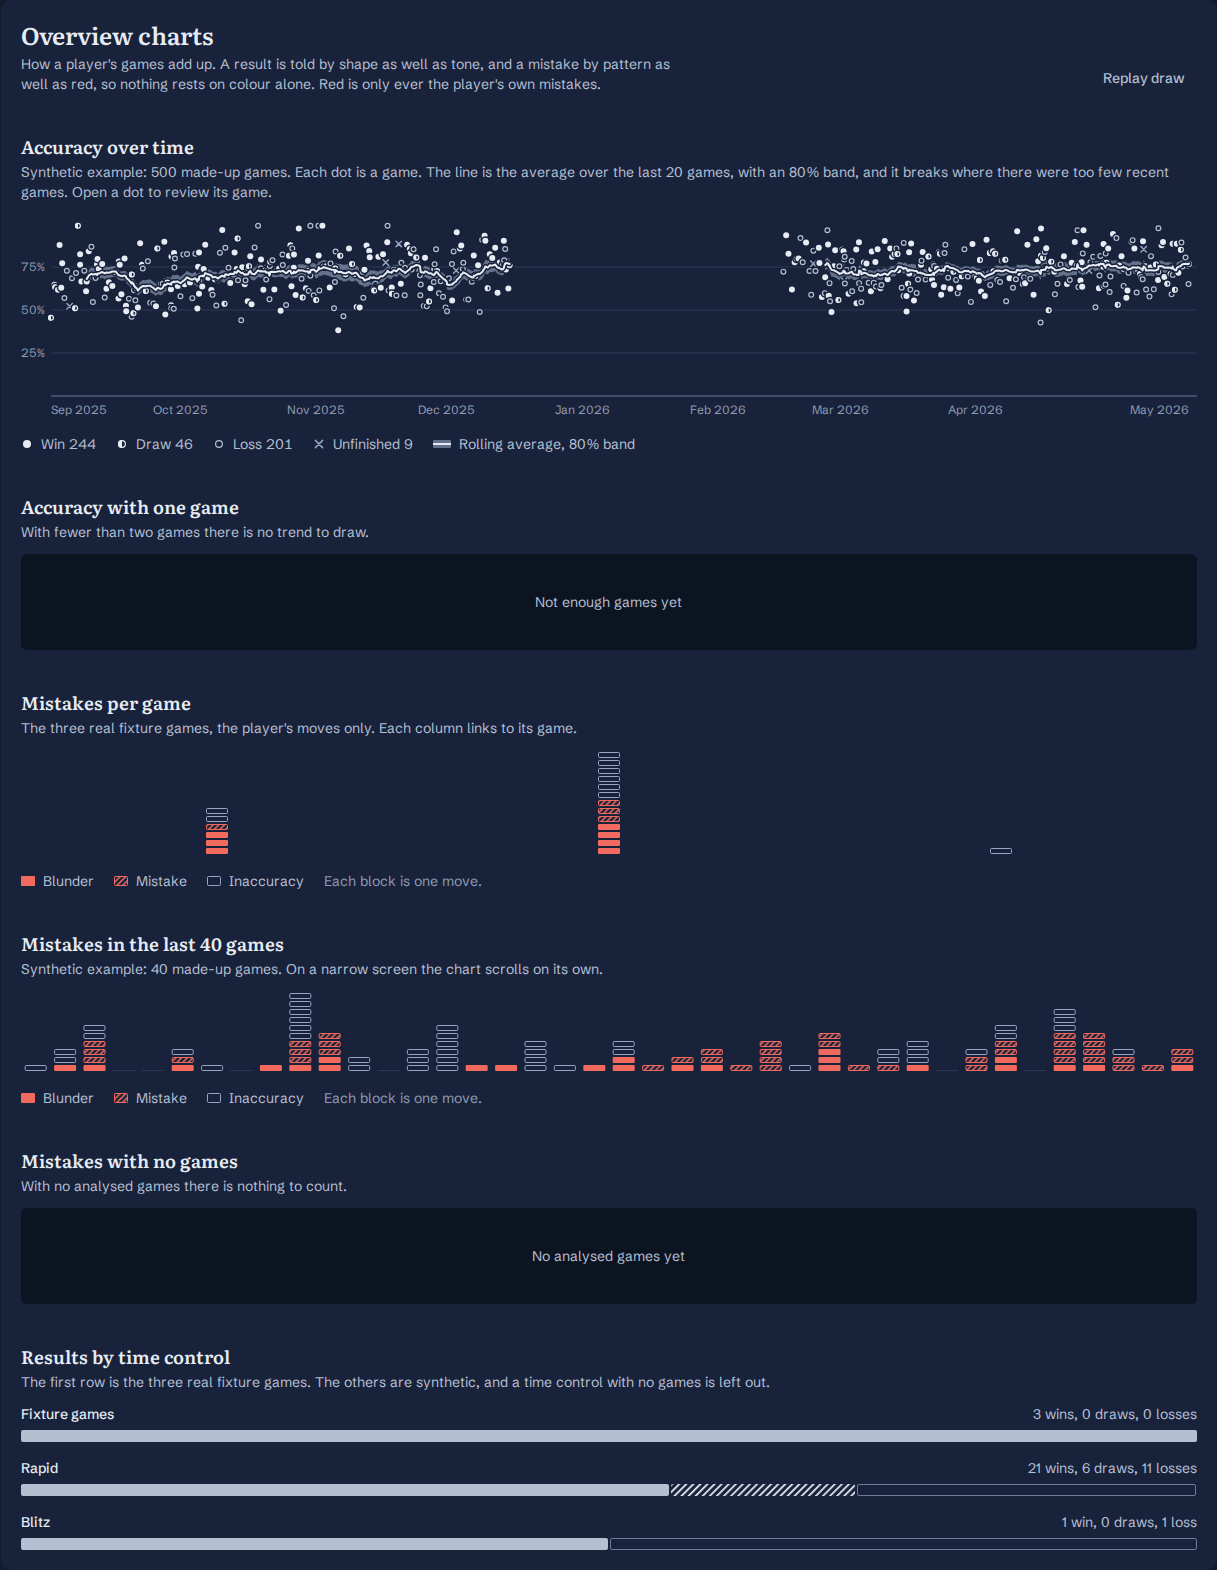 Overview charts
How a player's games add up. A result is told by shape as well as tone, and a mistake by pattern as
well as red, so nothing rests on colour alone. Red is only ever the player's own mistakes.
Replay draw
Accuracy over time
Synthetic example: 500 made-up games. Each dot is a game. The line is the average over the last 20 games, with an 80% band, and it breaks where there were too few recent
games. Open a dot to review its game.
75%
50%
25%
Sep 2025 Oct 2025 Nov 2025 Dec 2025 Jan 2026 Feb 2026 Mar 2026 Apr 2026 May 2026
Win 244 Draw 46 Loss 201 Unfinished 9 Rolling average, 80% band
Accuracy with one game
With fewer than two games there is no trend to draw.
Not enough games yet
Mistakes per game
The three real fixture games, the player's moves only. Each column links to its game.
Blunder Mistake Inaccuracy Each block is one move.
Mistakes in the last 40 games
Synthetic example: 40 made-up games. On a narrow screen the chart scrolls on its own.
Blunder Mistake Inaccuracy Each block is one move.
Mistakes with no games
With no analysed games there is nothing to count.
No analysed games yet
Results by time control
The first row is the three real fixture games. The others are synthetic, and a time control with no games is left out.
Fixture games 3 wins, 0 draws, 0 losses
Rapid 21 wins, 6 draws, 11 losses
Blitz 1 win, 0 draws, 1 loss